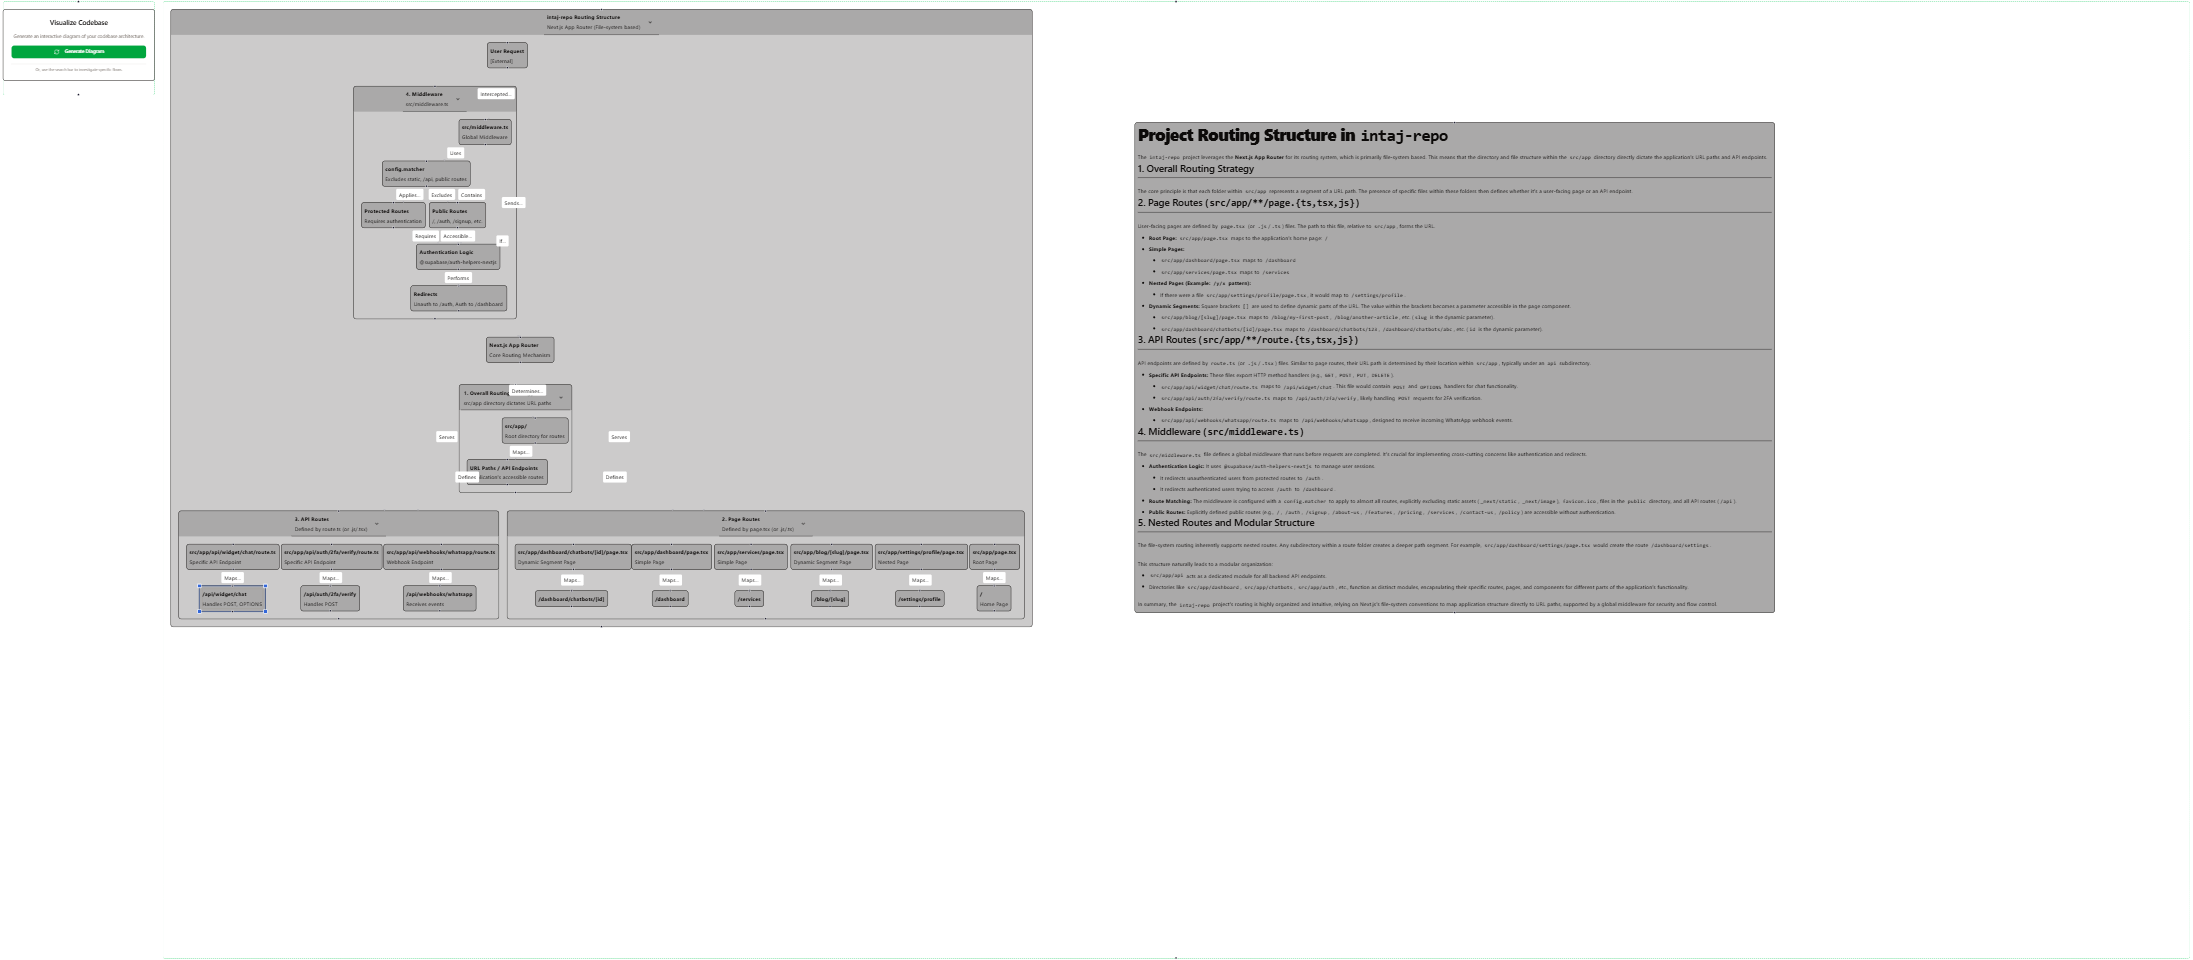 Visualize Codebase
Generate an interactive diagram of your codebase architecture
Generate Diagram
Or, use the search bar to investigate specific flows.
intaj-repo Routing Structure
Next.js App Router (File-system based)
User Request
[External]
4. Middleware
src/middleware.ts
Intercepted...
src/middleware.ts
Global Middleware
Uses
config.matcher
Excludes static, /api, public routes
Applies...
Excludes
Contains
Sends...
Protected Routes
Requires authentication
Public Routes
/, /auth, /signup, etc.
Requires
Accessible...
If...
Authentication Logic
@supabase/auth-helpers-nextjs
Performs
Redirects
Unauth to /auth, Auth to /dashboard
Next.js App Router
Core Routing Mechanism
Determines...
1. Overall Routing
src/app directory dictates URL paths
src/app/
Root directory for routes
Serves
Serves
Maps...
URL Paths / API Endpoints
ication's accessible routes
Defines
Defines
3. API Routes
Defined by route.ts (or .js/.tsx)
src/app/api/widget/chat/route.ts
Specific API Endpoint
src/app/api/auth/2fa/verify/route.ts
Specific API Endpoint
src/app/api/webhooks/whatsapp/route.ts
Webhook Endpoint
Maps...
Maps...
Maps...
/api/widget/chat
Handles POST, OPTIONS
/api/auth/2fa/verify
Handles POST
/api/webhooks/whatsapp
Receives events
2. Page Routes
Defined by page.tsx (or .js/.ts)
src/app/dashboard/chatbots/[id]/page.tsx
Dynamic Segment Page
src/app/dashboard/page.tsx
Simple Page
src/app/services/page.tsx
Simple Page
src/app/blog/[slug]/page.tsx
Dynamic Segment Page
src/app/settings/profile/page.tsx
Nested Page
src/app/page.tsx
Root Page
Maps...
Maps...
Maps...
Maps...
Maps...
Maps...
/dashboard/chatbots/[id]
/dashboard
/services
/blog/[slug]
/settings/profile
/
Home Page
Project Routing Structure in intaj-repo
The intaj-repo project leverages the Next.js App Router for its routing system, which is primarily file-system based. This means that the directory and file structure within the src/app directory directly dictate the application's URL paths and API endpoints.
1. Overall Routing Strategy
The core principle is that each folder within src/app represents a segment of a URL path. The presence of specific files within these folders then defines whether it's a user-facing page or an API endpoint.
2. Page Routes (src/app/**/page.{ts,tsx,js})
User-facing pages are defined by page.tsx (or .js / .ts) files. The path to this file, relative to src/app, forms the URL.
• Root Page: src/app/page.tsx maps to the application's home page /
• Simple Pages:
• src/app/dashboard/page.tsx maps to /dashboard
• src/app/services/page.tsx maps to /services
• Nested Pages (Example: /y/x pattern):
• If there were a file src/app/settings/profile/page.tsx, it would map to /settings/profile.
• Dynamic Segments: Square brackets [] are used to define dynamic parts of the URL. The value within the brackets becomes a parameter accessible in the page component.
• src/app/blog/[slug]/page.tsx maps to /blog/my-first-post, /blog/another-article, etc. (slug is the dynamic parameter)
• src/app/dashboard/chatbots/[id]/page.tsx maps to /dashboard/chatbots/123, /dashboard/chatbots/abc, etc. (id is the dynamic parameter)
3. API Routes (src/app/**/route.{ts,tsx,js})
API endpoints are defined by route.ts (or .js / .tsx) files. Similar to page routes, their URL path is determined by their location within src/app, typically under an api subdirectory.
• Specific API Endpoints: These files export HTTP method handlers (e.g., GET, POST, PUT, DELETE).
• src/app/api/widget/chat/route.ts maps to /api/widget/chat. This file would contain POST and OPTIONS handlers for chat functionality.
• src/app/api/auth/2fa/verify/route.ts maps to /api/auth/2fa/verify, likely handling POST requests for 2FA verification.
• Webhook Endpoints:
• src/app/api/webhooks/whatsapp/route.ts maps to /api/webhooks/whatsapp, designed to receive incoming WhatsApp webhook events.
4. Middleware (src/middleware.ts)
The src/middleware.ts file defines a global middleware that runs before requests are completed. It's crucial for implementing cross-cutting concerns like authentication and redirects.
• Authentication Logic: It uses @supabase/auth-helpers-nextjs to manage user sessions.
• It redirects unauthenticated users from protected routes to /auth.
• It redirects authenticated users trying to access /auth to /dashboard.
• Route Matching: The middleware is configured with a config.matcher to apply to almost all routes, explicitly excluding static assets (_next/static, _next/image), favicon.ico, files in the public directory, and all API routes (/api)
• Public Routes: Explicitly defined public routes (e.g., /, /auth, /signup, /about-us, /features, /pricing, /services, /contact-us, /policy) are accessible without authentication.
5. Nested Routes and Modular Structure
The file-system routing inherently supports nested routes. Any subdirectory within a route folder creates a deeper path segment. For example, src/app/dashboard/settings/page.tsx would create the route /dashboard/settings.
This structure naturally leads to a modular organization:
• src/app/api acts as a dedicated module for all backend API endpoints.
• Directories like src/app/dashboard, src/app/chatbots, src/app/auth, etc., function as distinct modules, encapsulating their specific routes, pages, and components for different parts of the application's functionality.
In summary, the intaj-repo project's routing is highly organized and intuitive, relying on Next.js's file-system conventions to map application structure directly to URL paths, supported by a global middleware for security and flow control.